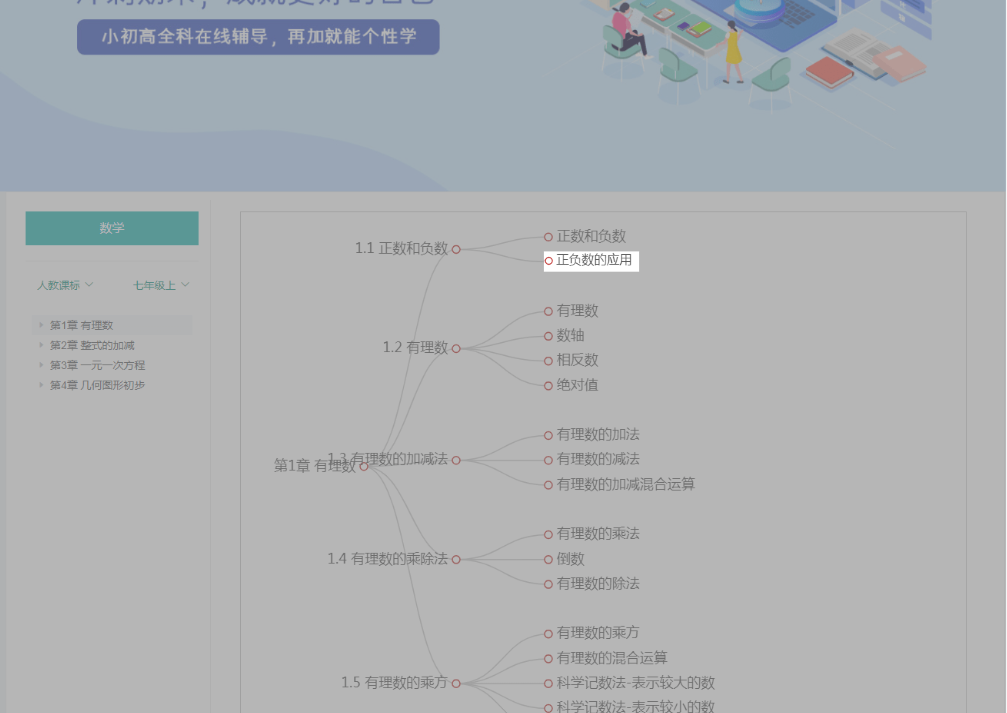 小初高全科在线辅导，再加就能个性学
数学
人教课标
七年级上
第1章 有理数
第2章 整式的加减
第3章 一元一次方程
第4章 几何图形初步
第1章 有理数
1.1 正数和负数
正数和负数
正负数的应用
1.2 有理数
有理数
数轴
相反数
绝对值
1.3 有理数的加减法
有理数的加法
有理数的减法
有理数的加减混合运算
1.4 有理数的乘除法
有理数的乘法
倒数
有理数的除法
1.5 有理数的乘方
有理数的乘方
有理数的混合运算
科学记数法-表示较大的数
科学记数法-表示较小的数